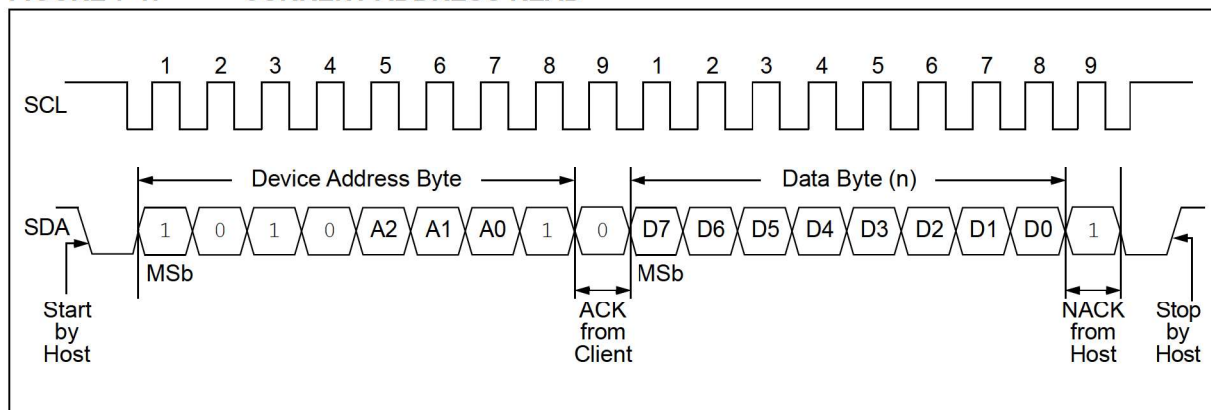 1 2 3 4 5 6 7 8 9 1 2 3 4 5 6 7 8 9
SCL
Device Address Byte Data Byte (n)
SDA 1 0 1 0 A2 A1 A0 1 0 D7 D6 D5 D4 D3 D2 D1 D0 1
MSb MSb
Start by Host
ACK from Client
NACK from Host
Stop by Host